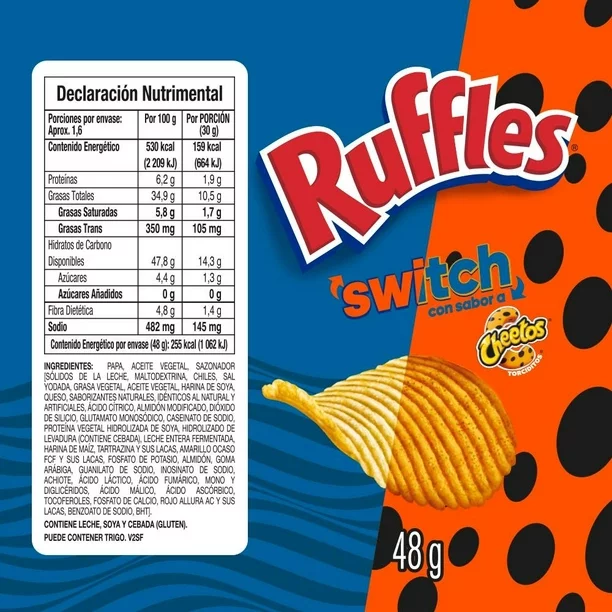 Declaración Nutrimental
Porciones por envase: Aprox. 1,6 Por 100 g Por PORCIÓN (30 g)
Contenido Energético 530 kcal 159 kcal
(2 209 kJ) (664 kJ)
Proteínas 6,2 g 1,9 g
Grasas Totales 34,9 g 10,5 g
Grasas Saturadas 5,8 g 1,7 g
Grasas Trans 350 mg 105 mg
Hidratos de Carbono
Disponibles 47,8 g 14,3 g
Azúcares 4,4 g 1,3 g
Azúcares Añadidos 0 g 0 g
Fibra Dietética 4,8 g 1,4 g
Sodio 482 mg 145 mg
Contenido Energético por envase (48 g): 255 kcal (1 062 kJ)
INGREDIENTES: PAPA, ACEITE VEGETAL, SAZONADOR
[SÓLIDOS DE LA LECHE, MALTODEXTRINA, CHILES, SAL
YODADA, GRASA VEGETAL, ACEITE VEGETAL, HARINA DE SOYA,
QUESO, SABORIZANTES NATURALES, IDÉNTICOS AL NATURAL Y
ARTIFICIALES, ÁCIDO CÍTRICO, ALMIDÓN MODIFICADO, DIÓXIDO
DE SILICIO, GLUTAMATO MONOSÓDICO, CASEINATO DE SODIO,
PROTEÍNA VEGETAL HIDROLIZADA DE SOYA, HIDROLIZADO DE
LEVADURA (CONTIENE CEBADA), LECHE ENTERA FERMENTADA,
HARINA DE MAÍZ, TARTRAZINA Y SUS LACAS, AMARILLO OCASO
FCF Y SUS LACAS, FOSFATO DE POTASIO, ALMIDÓN, GOMA
ARÁBIGA, GUANILATO DE SODIO, INOSINATO DE SODIO,
ACHIOTE, ÁCIDO LÁCTICO, ÁCIDO FUMÁRICO, MONO Y
DIGLICÉRIDOS, ÁCIDO MÁLICO, ÁCIDO ASCÓRBICO,
TOCOFEROLES, FOSFATO DE CALCIO, ROJO ALLURA AC Y SUS
LACAS, BENZOATO DE SODIO, BHT].
CONTIENE LECHE, SOYA Y CEBADA (GLUTEN).
PUEDE CONTENER TRIGO. V2SF
Ruffles®
switch
con sabor a
Cheetos
TORCIDITOS
48 g